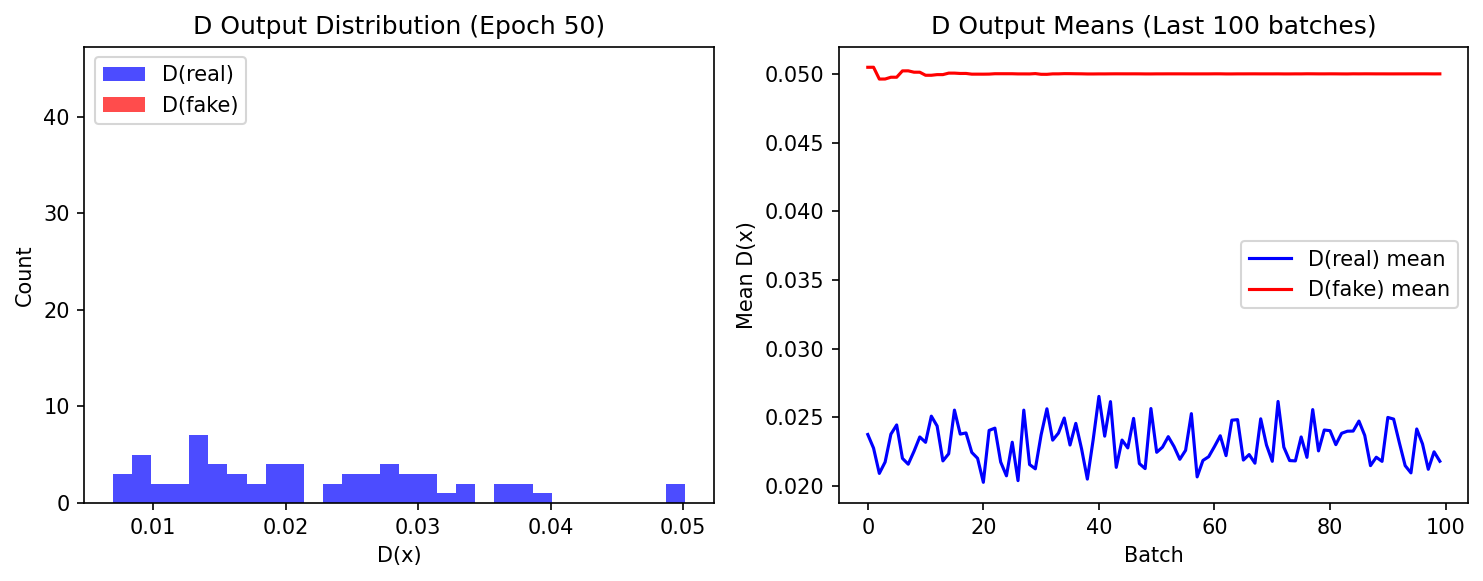 D Output Distribution (Epoch 50)
D(real)
D(fake)
40
30
20
10
0
Count
0.01
0.02
0.03
0.04
0.05
D(x)
D Output Means (Last 100 batches)
0.050
0.045
0.040
0.035
0.030
0.025
0.020
Mean D(x)
D(real) mean
D(fake) mean
0
20
40
60
80
100
Batch